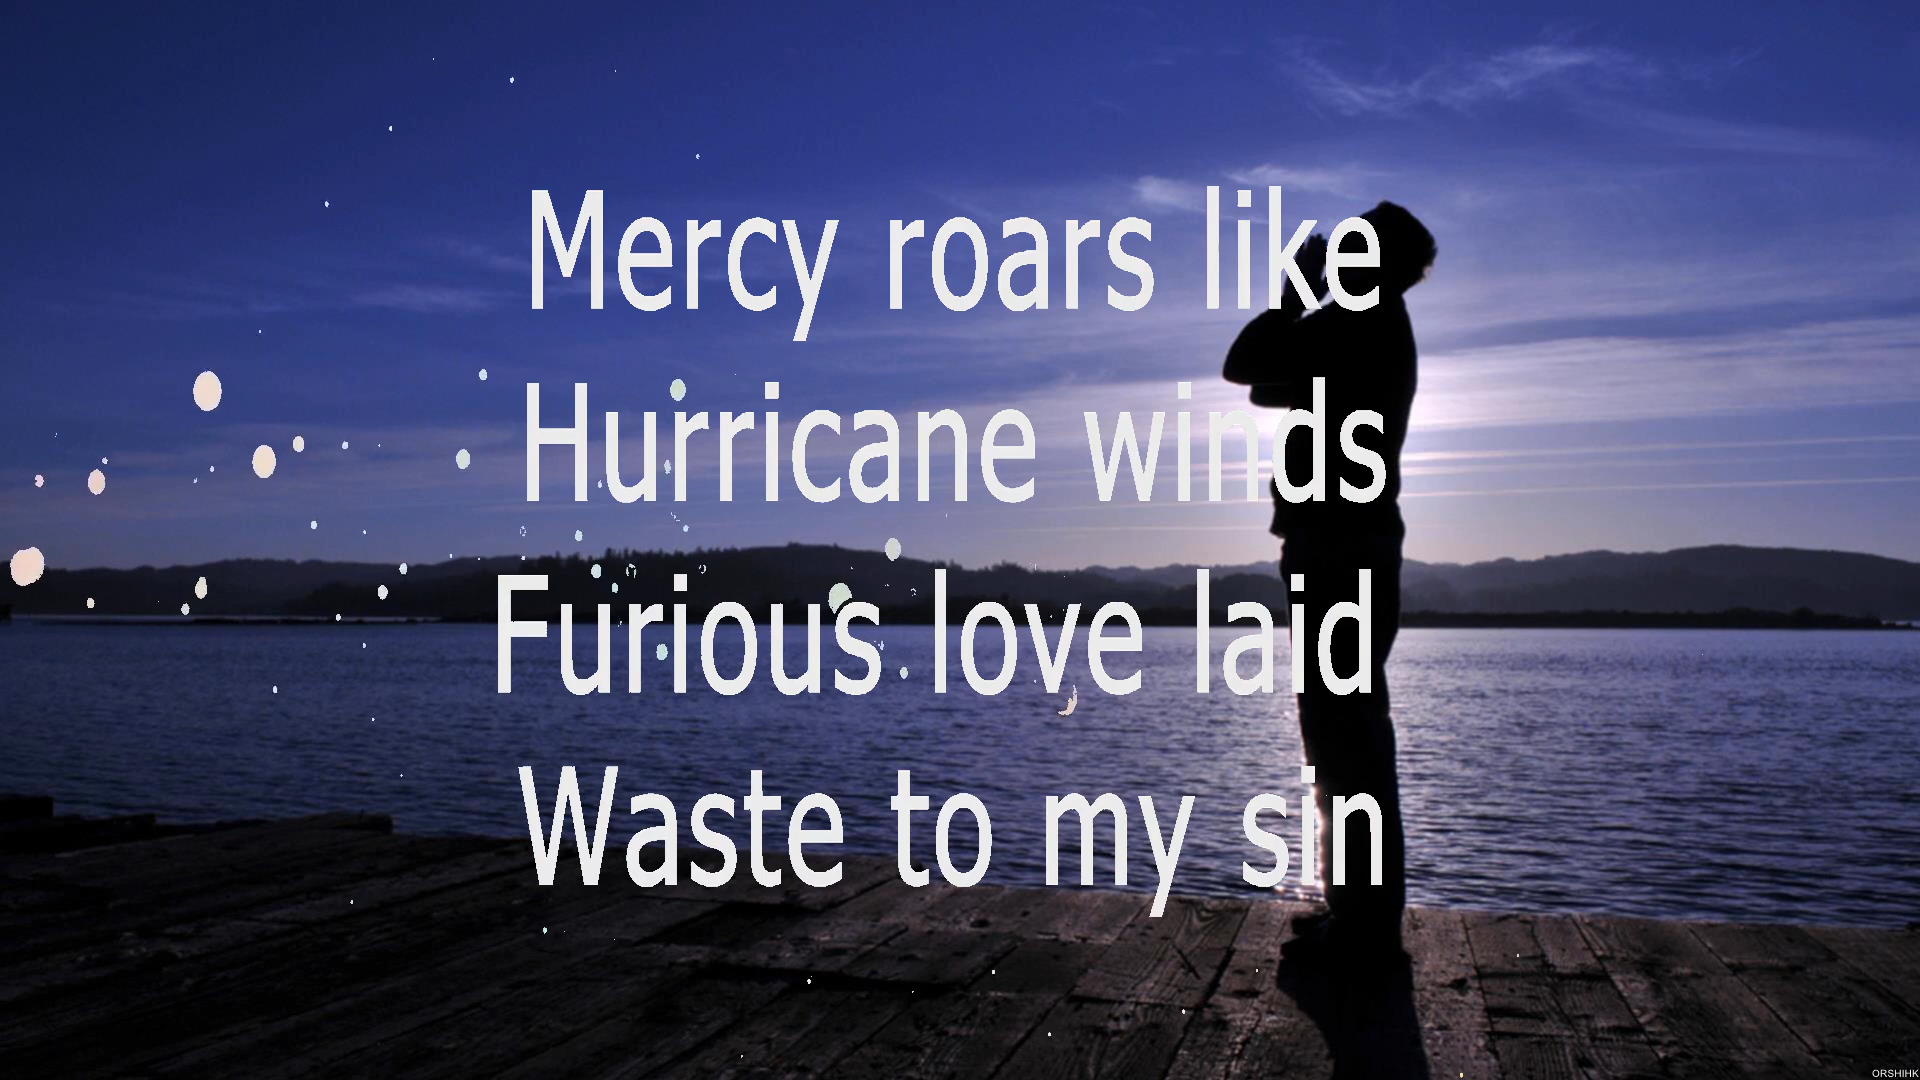 Mercy roars like
Hurricane winds
Furious love laid
Waste to my sin
ORSHIHK